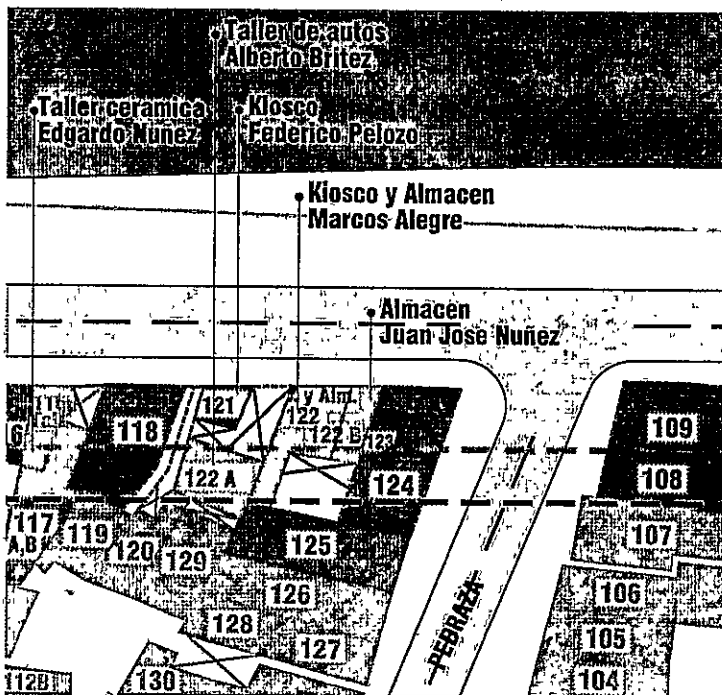 Taller de autos
Alberto Britez
Taller ceramica
Edgardo Nuñez
Kiosco
Federico Pelozo
Kiosco y Almacen
Marcos Alegre
Almacen
Juan Jose Nuñez
118
121
y Alm.
122
122 B
123
124
122 A
109
108
107
117
A,B
119
120
129
125
126
128
127
106
105
104
112B
130
PEDRAZA